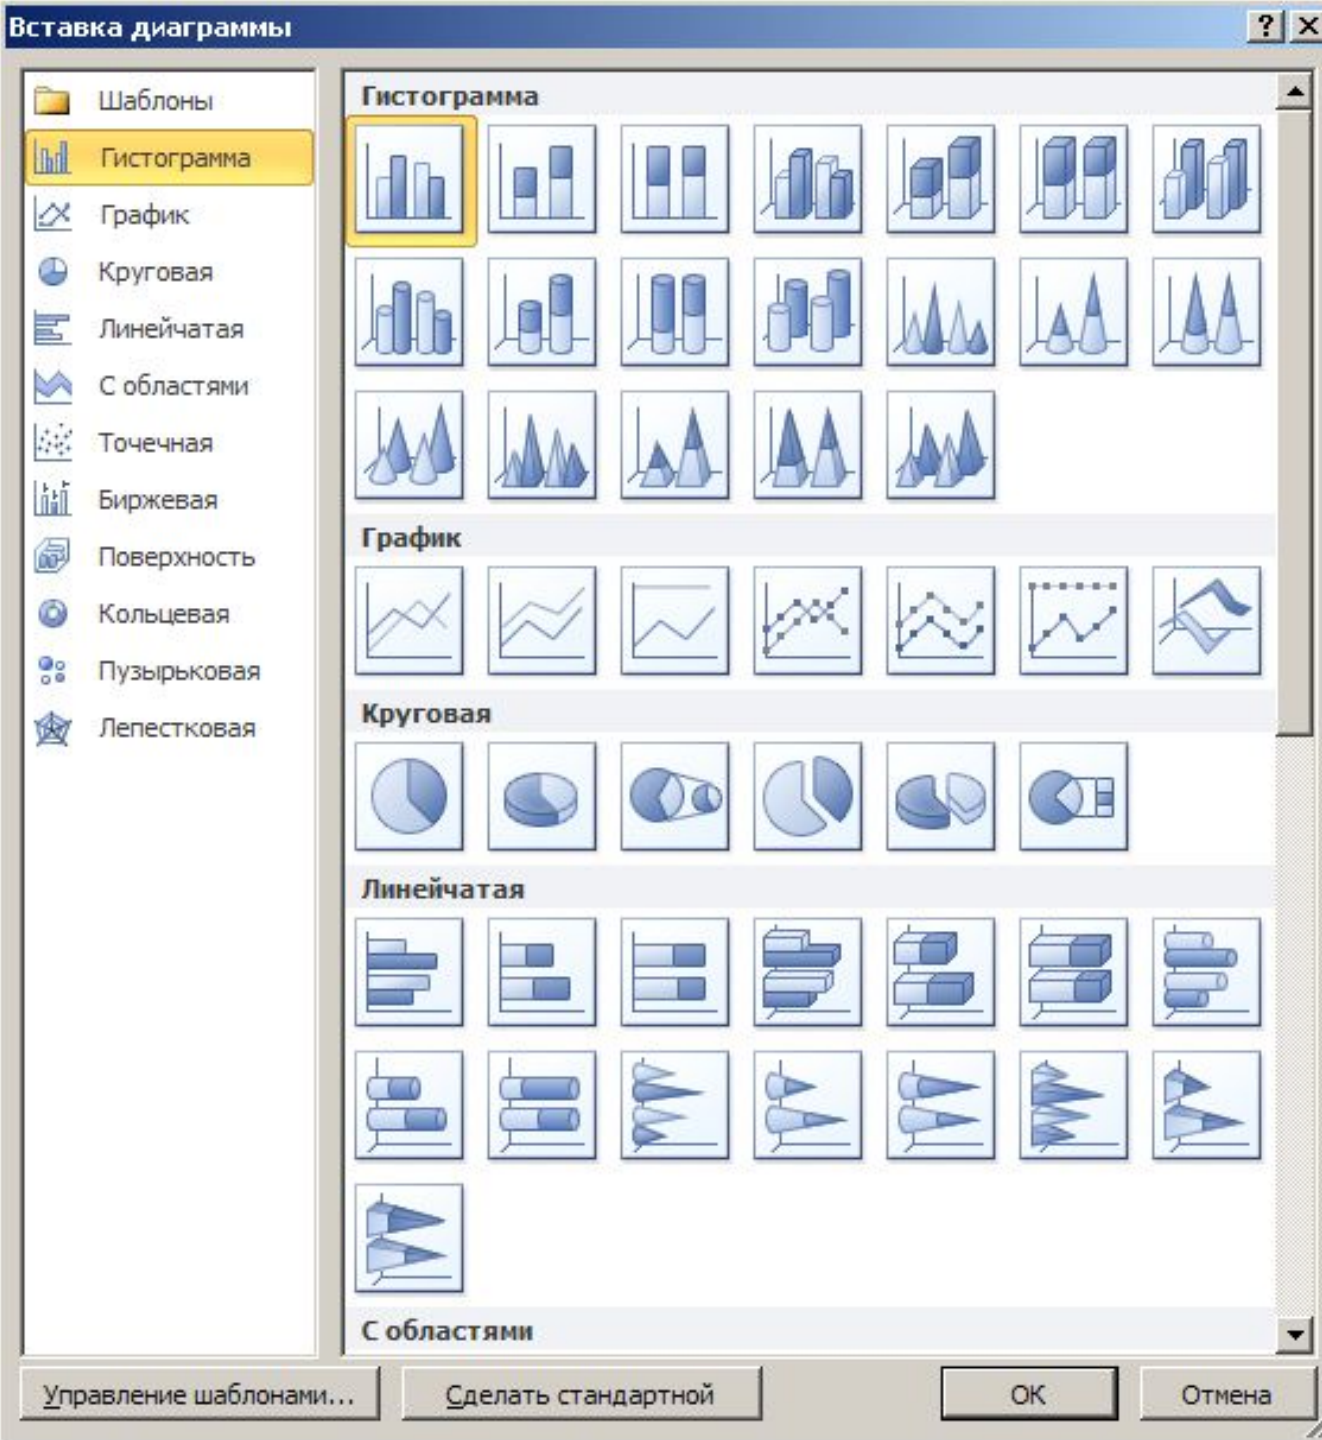 Вставка диаграммы
Шаблоны
Гистограмма
График
Круговая
Линейчатая
С областями
Точечная
Биржевая
Поверхность
Кольцевая
Пузырьковая
Лепестковая
Гистограмма
График
Круговая
Линейчатая
С областями
Управление шаблонами...
Сделать стандартной
ОК
Отмена